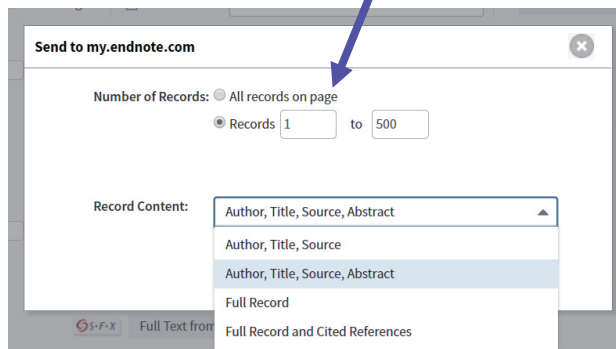 Send to my.endnote.com
Number of Records: All records on page
Records 1 to 500
Record Content: Author, Title, Source, Abstract
Author, Title, Source
Author, Title, Source, Abstract
Full Record
Full Record and Cited References
S·F·X Full Text from